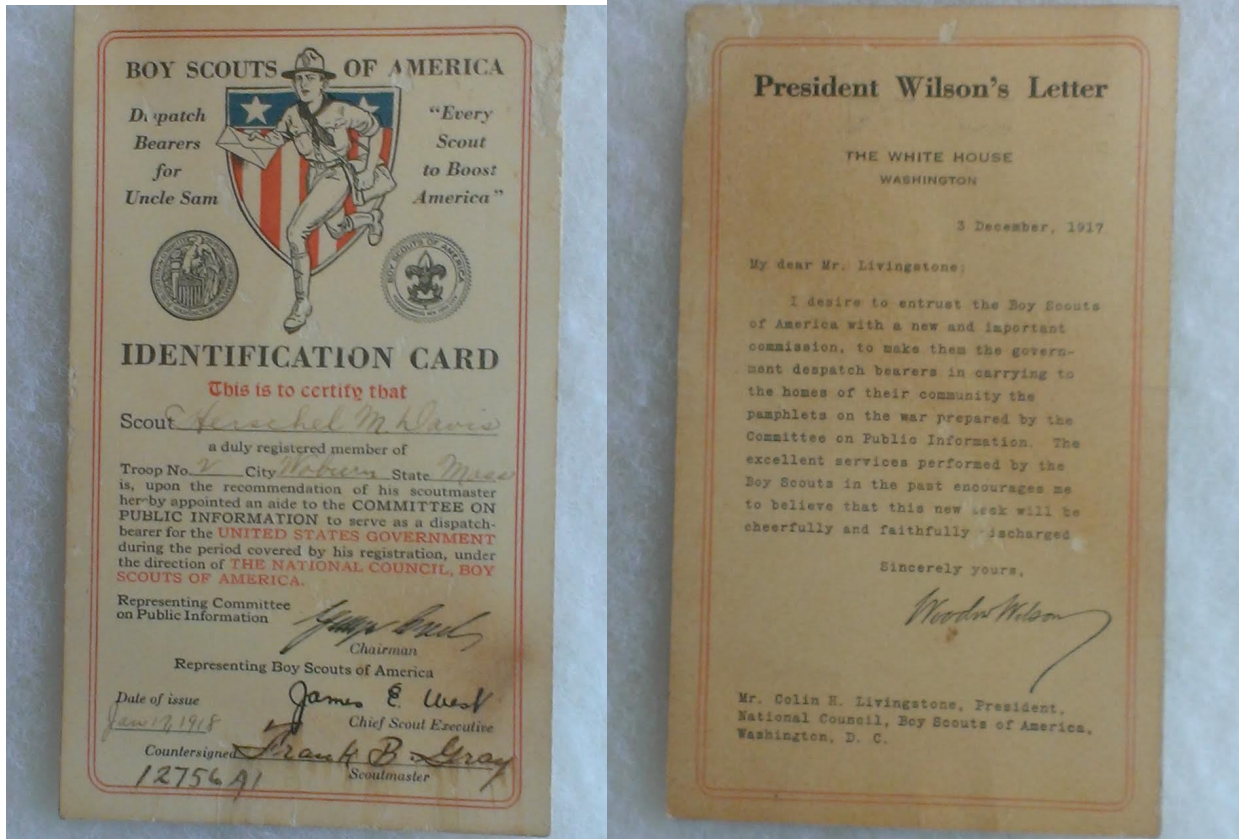 BOY SCOUTS OF AMERICA
Dispatch
Bearers
for
Uncle Sam
"Every
Scout
to Boost
America"
BOY SCOUTS OF AMERICA
IDENTIFICATION CARD
This is to certify that
Scout Herschel M Davis
a duly registered member of
Troop No. 2 City Woburn State Mass
is, upon the recommendation of his scoutmaster
hereby appointed an aide to the COMMITTEE ON
PUBLIC INFORMATION to serve as a dispatch-
bearer for the UNITED STATES GOVERNMENT
during the period covered by his registration, under
the direction of THE NATIONAL COUNCIL, BOY
SCOUTS OF AMERICA.
Representing Committee
on Public Information
George Creel
Chairman
Representing Boy Scouts of America
Date of issue
James E. West
Jan 17, 1918
Chief Scout Executive
Countersigned Frank B. Gray
12756 A1
Scoutmaster
President Wilson's Letter
THE WHITE HOUSE
WASHINGTON
3 December, 1917
My dear Mr. Livingstone:
I desire to entrust the Boy Scouts
of America with a new and important
commission, to make them the govern-
ment despatch bearers in carrying to
the homes of their community the
pamphlets on the war prepared by the
Committee on Public Information. The
excellent services performed by the
Boy Scouts in the past encourages me
to believe that this new task will be
cheerfully and faithfully discharged
Sincerely yours,
Woodrow Wilson
Mr. Colin H. Livingstone, President,
National Council, Boy Scouts of America,
Washington, D. C.